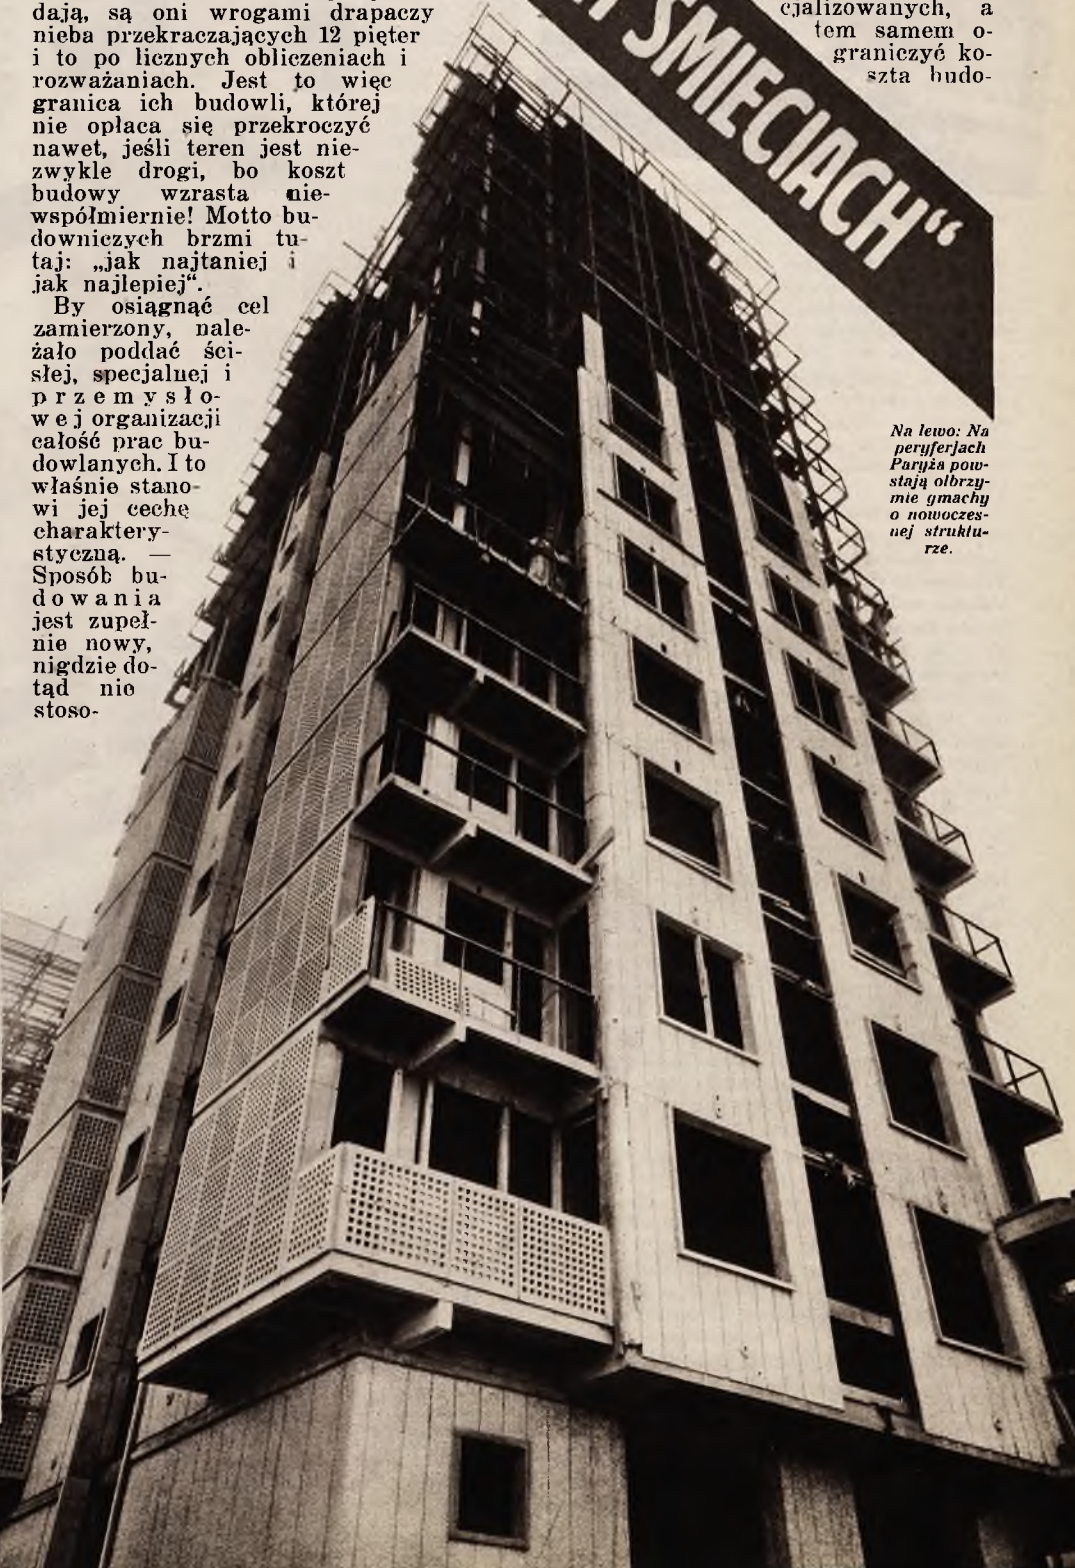 dają, są oni wrogami drapaczy
nieba przekraczających 12 pięter
i to po licznych obliczeniach i
rozważaniach. Jest to więc
granica ich budowli, której
nie opłaca się przekroczyć
nawet, jeśli teren jest nie-
zwykle drogi, bo koszt
budowy wzrasta nie-
współmiernie! Motto bu-
downiczych brzmi tu-
taj: „jak najtaniej i
jak najlepiej“.
By osiągnąć cel
zamierzony, nale-
żało poddać ści-
słej, specjalnej i
przemysło-
wej organizacji
całość prac bu-
dowlanych. I to
właśnie stano-
wi jej cechę
charaktery-
styczną. —
Sposób bu-
dowania
jest zupeł-
nie nowy,
nigdzie do-
tąd nie
stoso-
ŚMIECIACH“
cjalizowanych, a
tem samem o-
graniczyć ko-
szta budo-
Na lewo: Na
peryferjach
Paryża pow-
stają olbrzy-
mie gmachy
o nowoczes-
nej struktu-
rze.